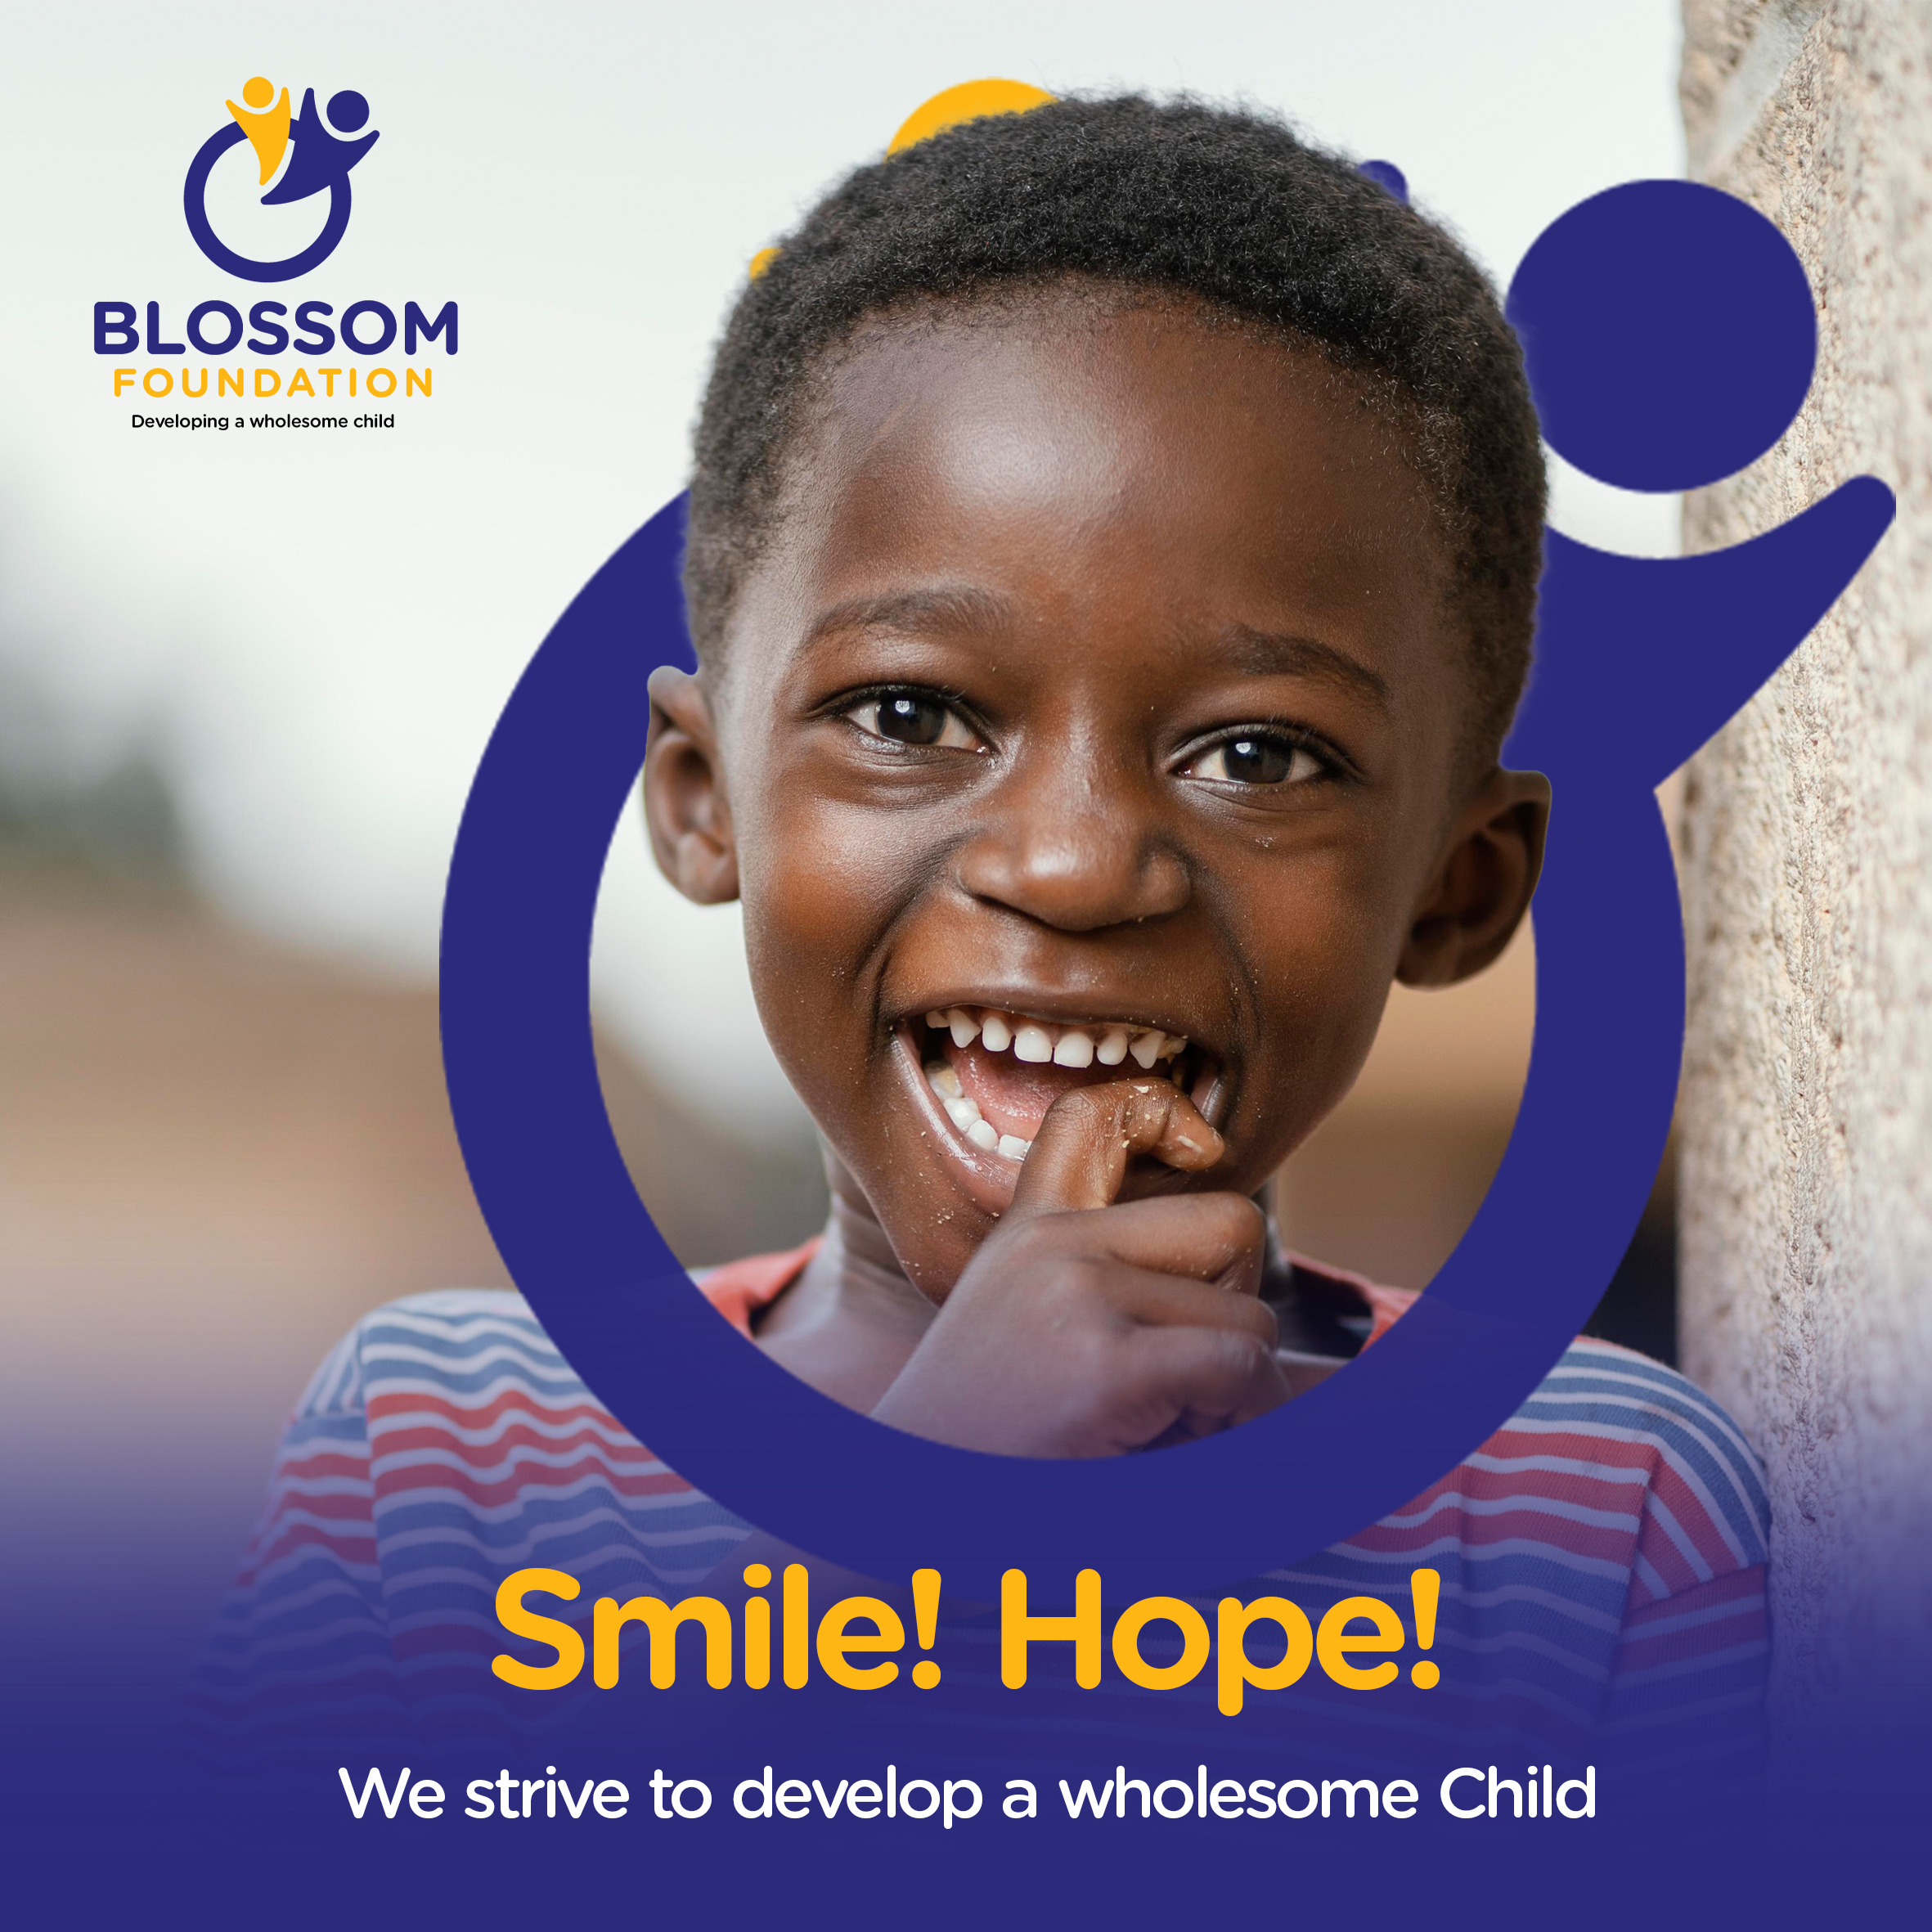 BLOSSOM
FOUNDATION
Developing a wholesome child
Smile! Hope!
We strive to develop a wholesome Child